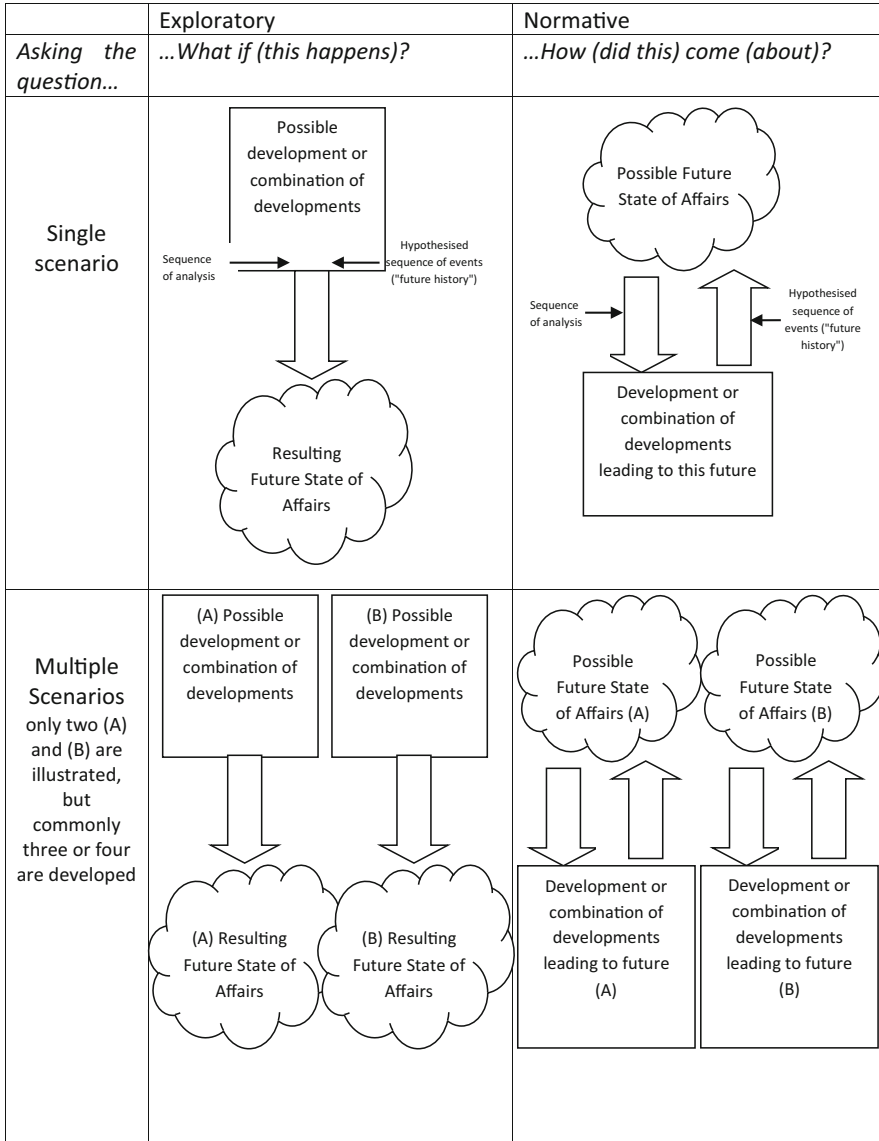 Exploratory
Normative
Asking the
question…
…What if (this happens)?
…How (did this) come (about)?
Single
scenario
Possible
development or
combination of
developments
Sequence
of analysis
Hypothesised
sequence of events
("future history")
Resulting
Future State of
Affairs
Possible Future
State of Affairs
Sequence
of analysis
Hypothesised
sequence of
events ("future
history")
Development or
combination of
developments
leading to this future
Multiple
Scenarios
only two (A)
and (B) are
illustrated,
but
commonly
three or four
are developed
(A) Possible
development or
combination of
developments
(B) Possible
development or
combination of
developments
(A) Resulting
Future State of
Affairs
(B) Resulting
Future State of
Affairs
Possible
Future State
of Affairs (A)
Possible
Future State
of Affairs (B)
Development or
combination of
developments
leading to future
(A)
Development or
combination of
developments
leading to future
(B)